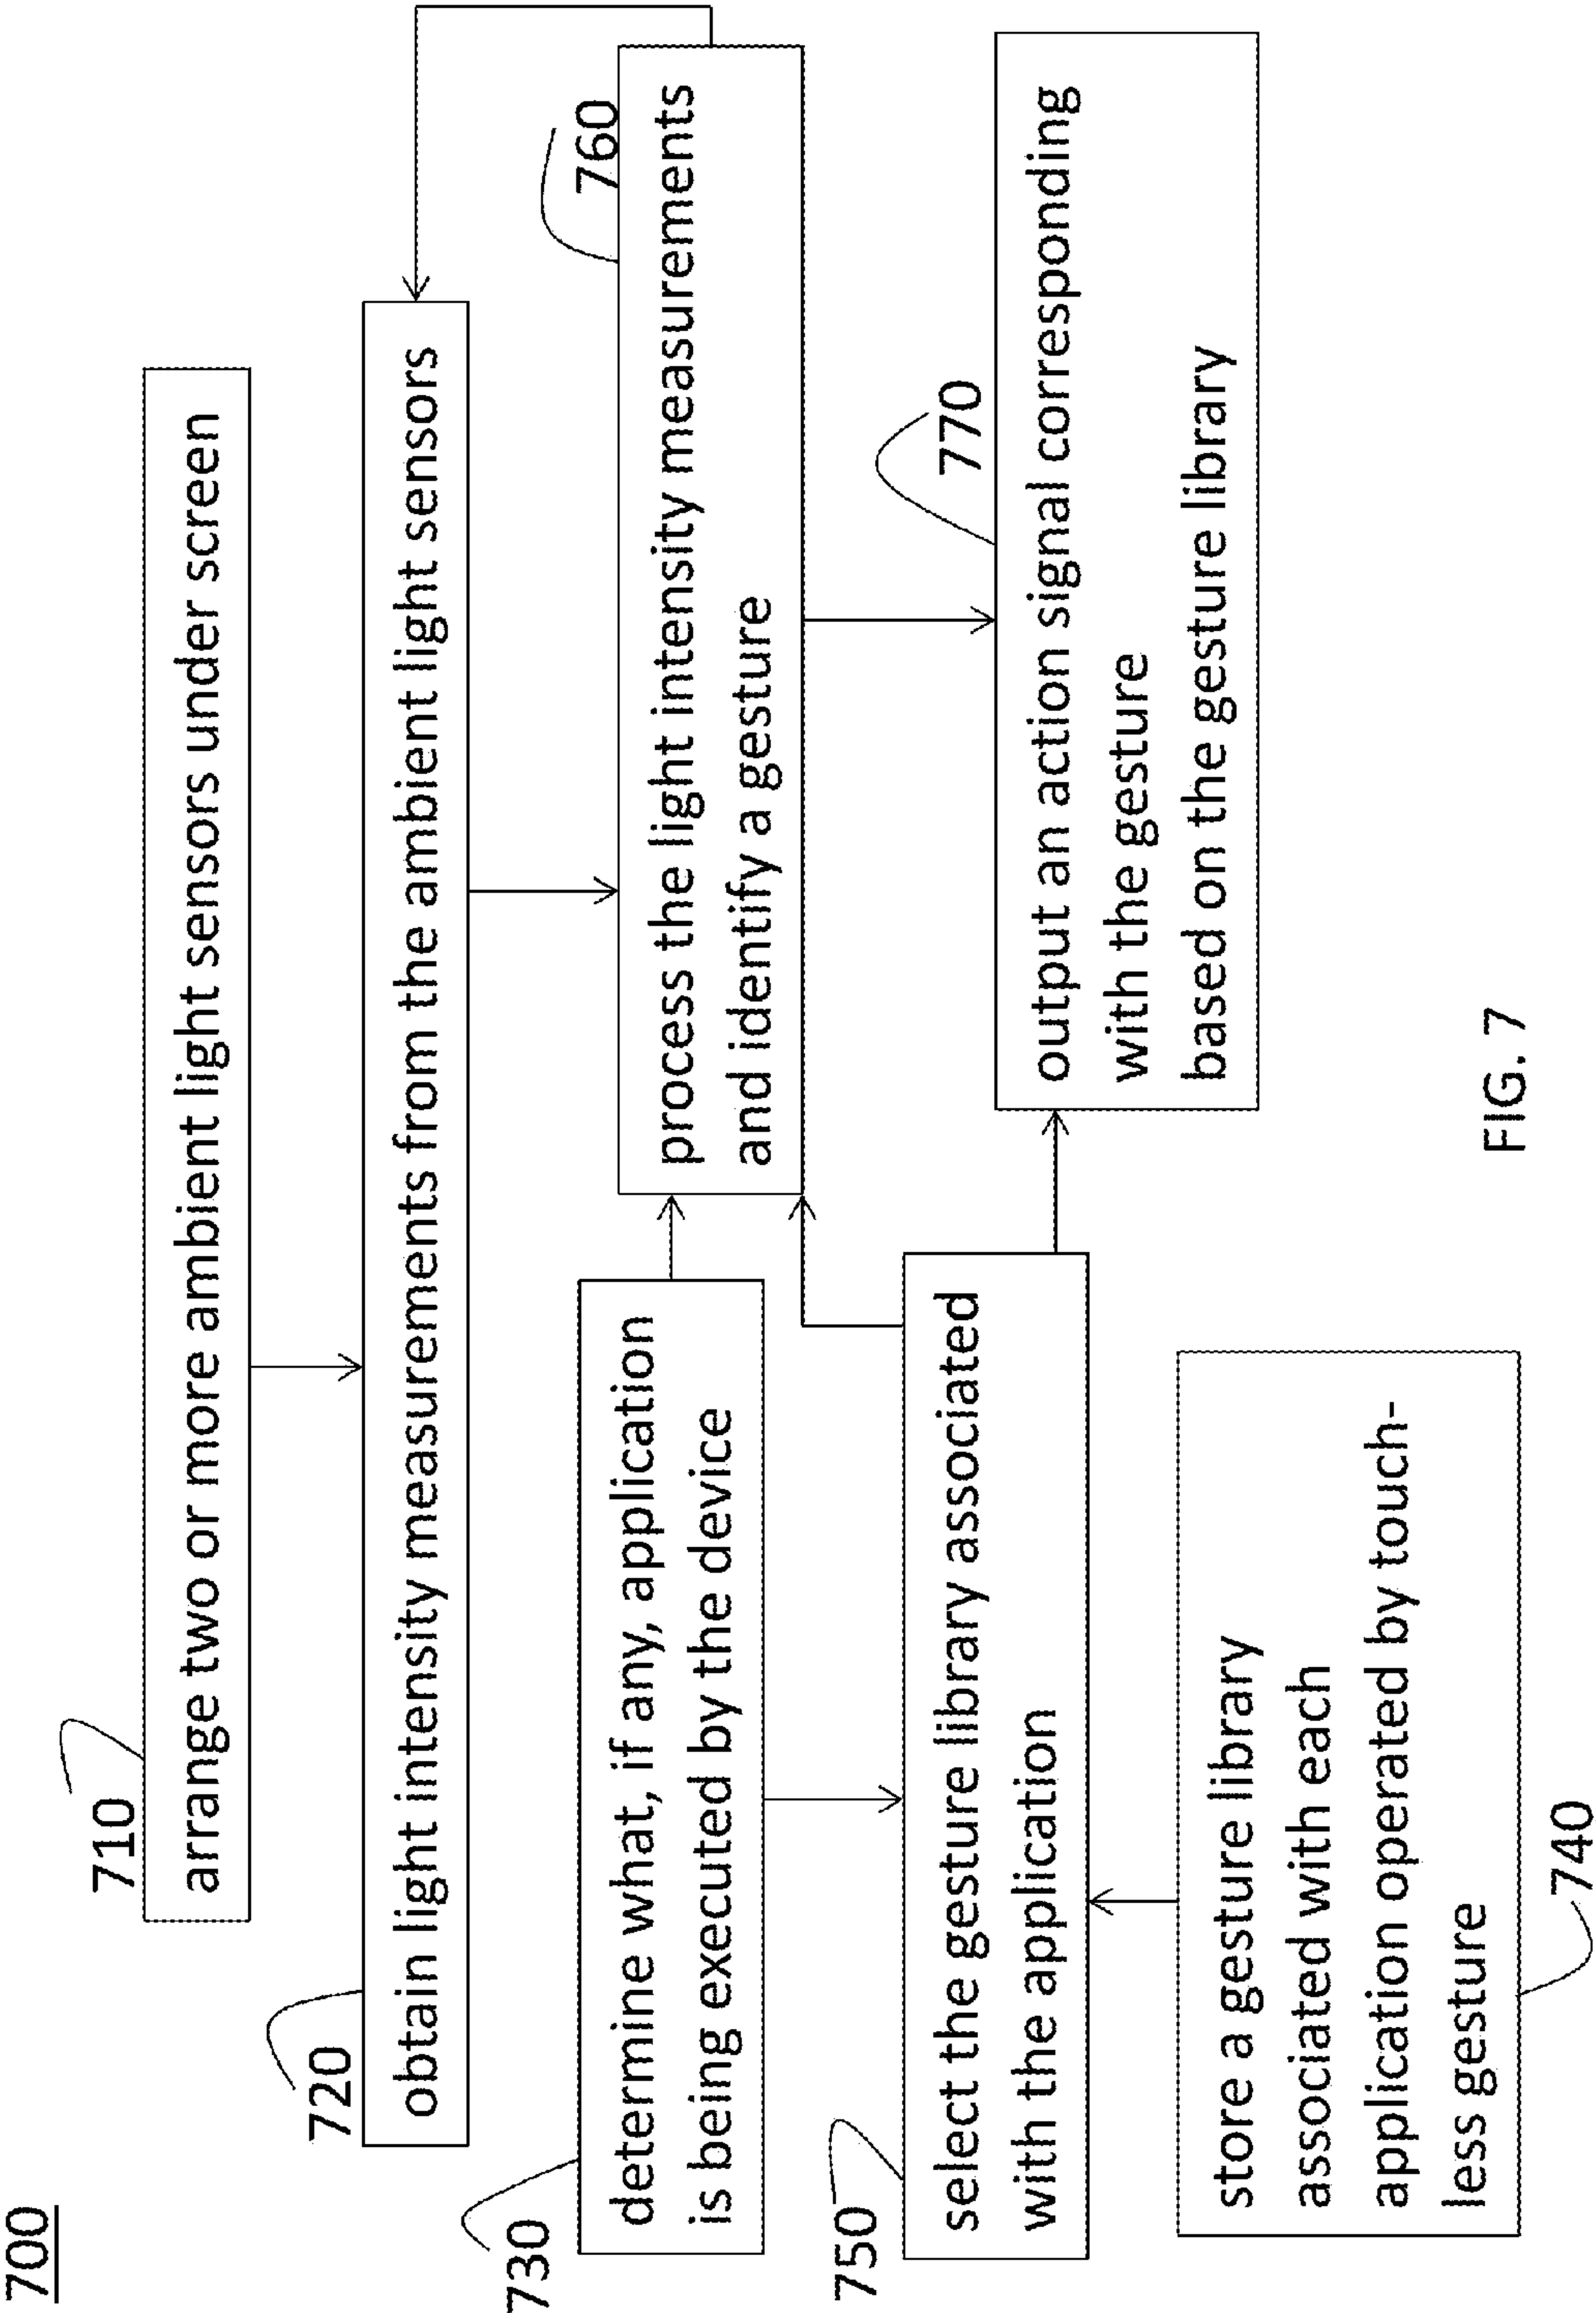 700
710
arrange two or more ambient light sensors under screen
720
obtain light intensity measurements from the ambient light sensors
730
determine what, if any, application
is being executed by the device
760
process the light intensity measurements
and identify a gesture
750
select the gesture library associated
with the application
770
output an action signal corresponding
with the gesture
based on the gesture library
store a gesture library
associated with each
application operated by touch-
less gesture
740
FIG. 7